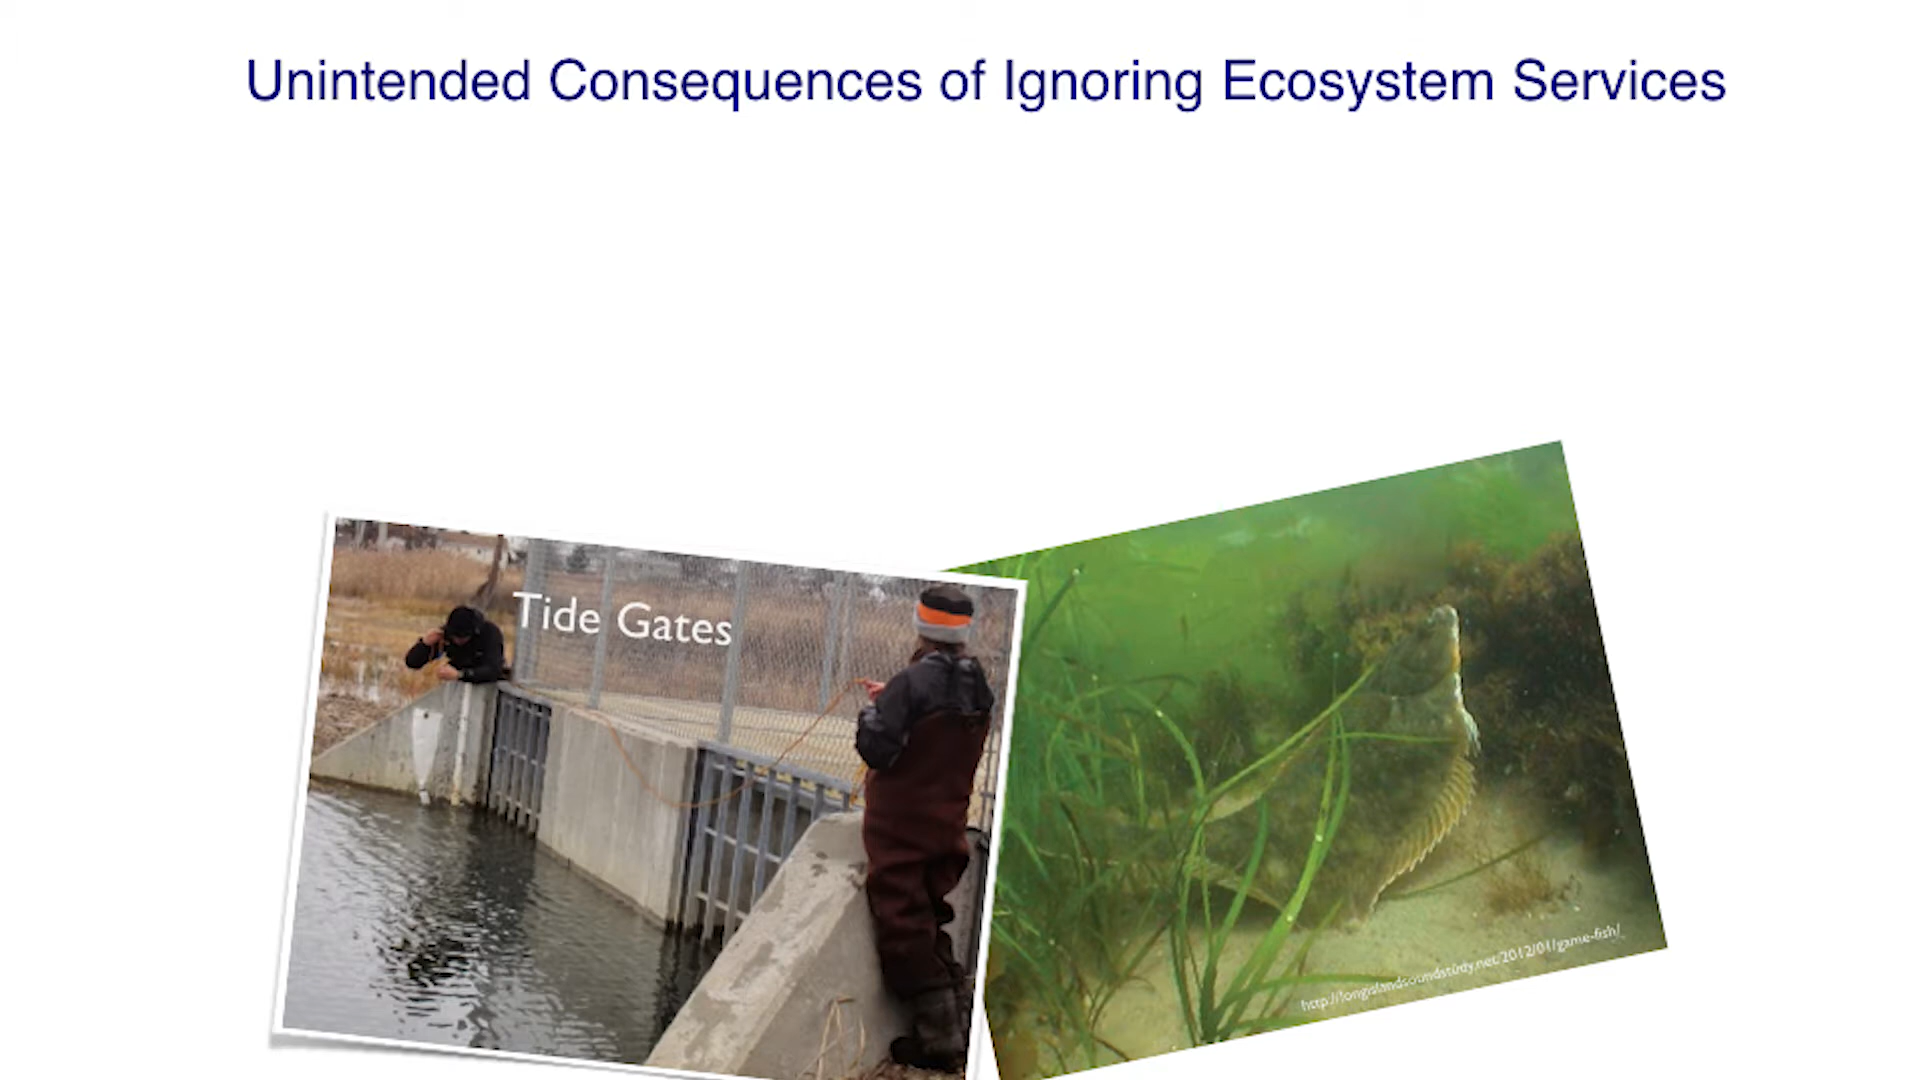 Unintended Consequences of Ignoring Ecosystem Services
Tide Gates
http://longislandsoundstudy.net/2012/01/game-fish/